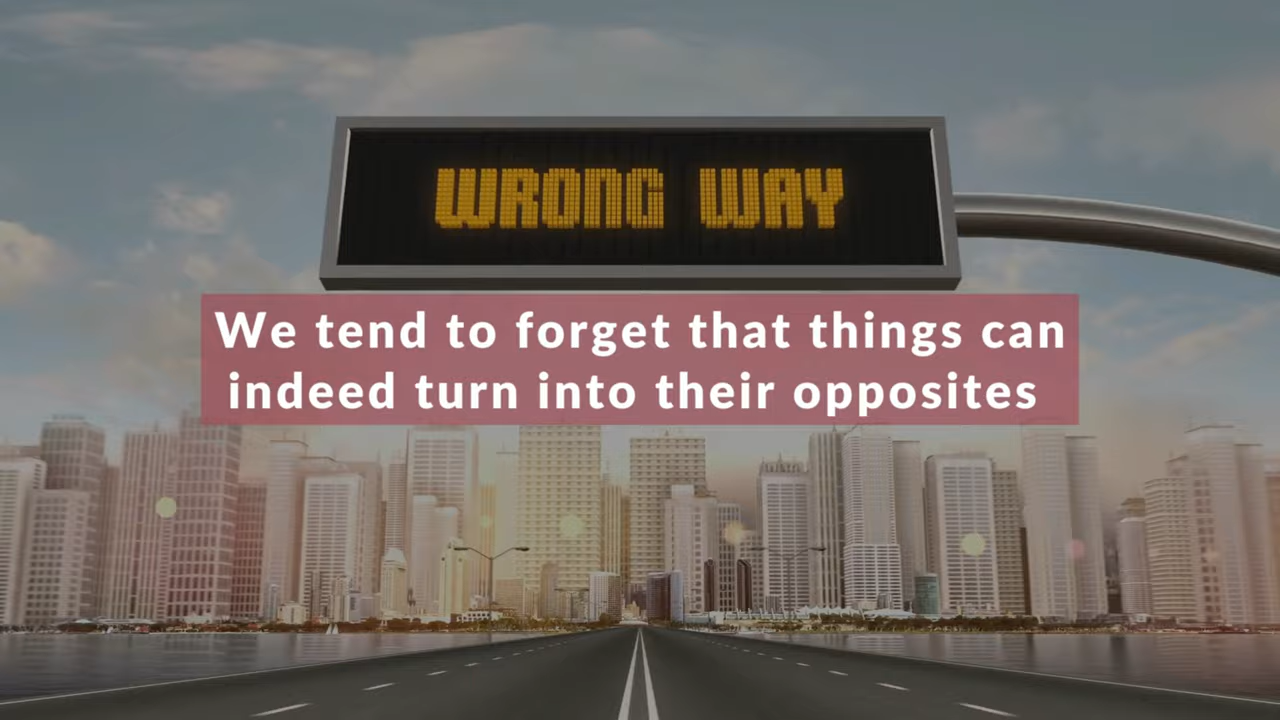 WRONG WAY
We tend to forget that things can
indeed turn into their opposites